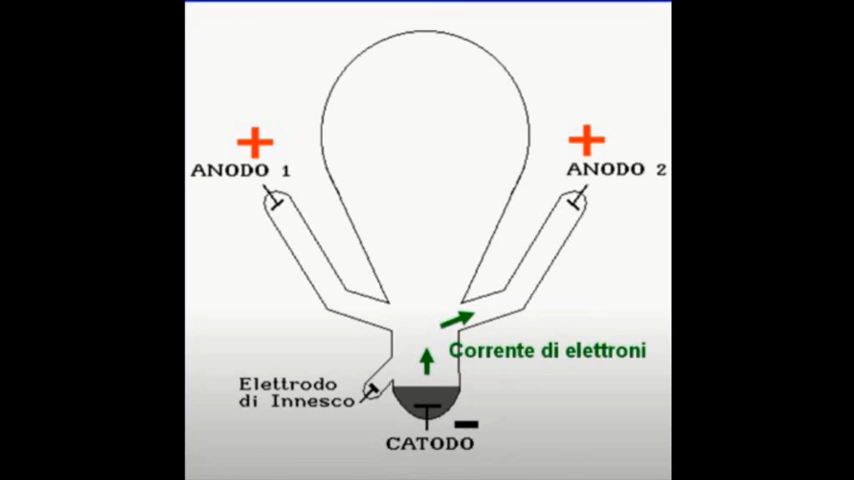 ANODO 1
ANODO 2
Corrente di elettroni
Elettrodo
di Innesco
CATODO